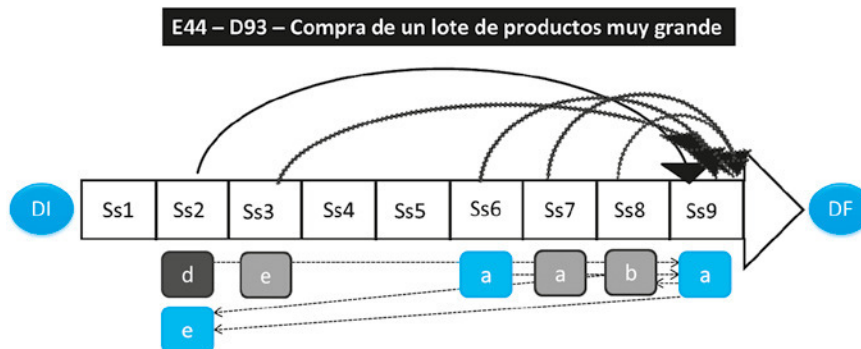 E44 – D93 – Compra de un lote de productos muy grande
DI Ss1 Ss2 Ss3 Ss4 Ss5 Ss6 Ss7 Ss8 Ss9 DF
d e a a b a
e